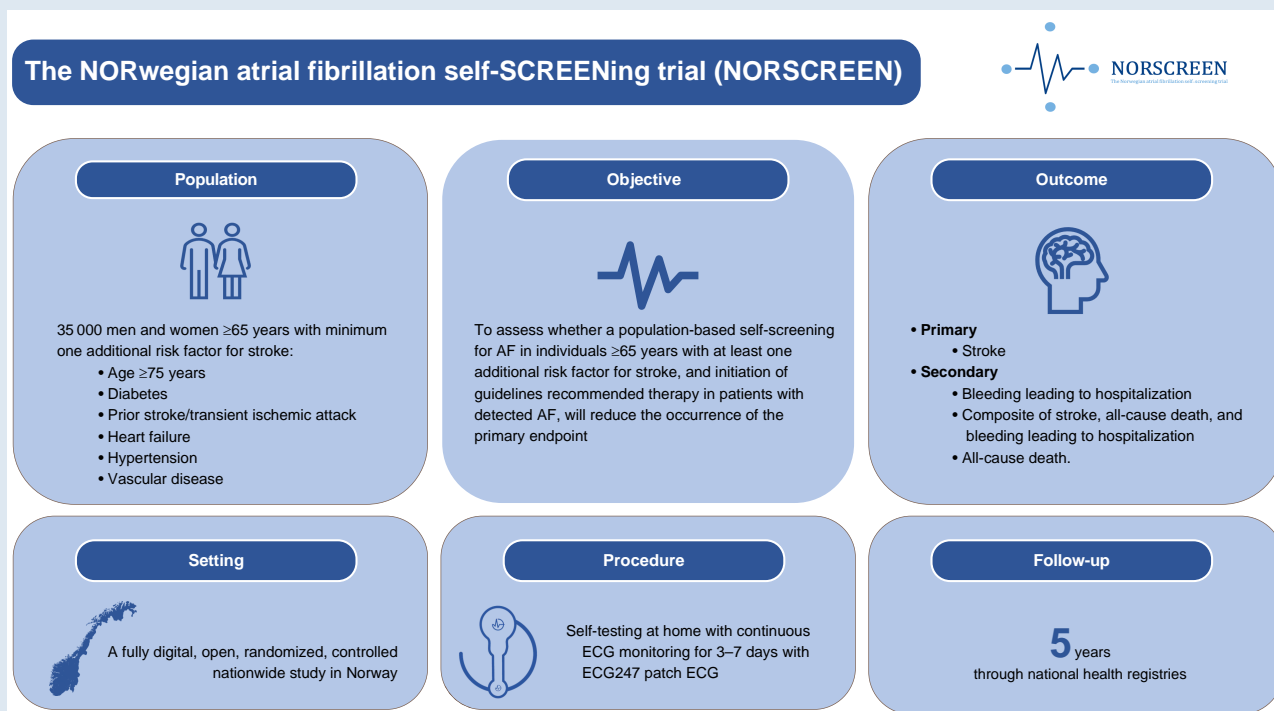 The NORwegian atrial fibrillation self-SCREENing trial (NORSCREEN)
NORSCREEN
The Norwegian atrial fibrillation self-screening trial
Population
35 000 men and women ≥65 years with minimum
one additional risk factor for stroke:
• Age ≥75 years
• Diabetes
• Prior stroke/transient ischemic attack
• Heart failure
• Hypertension
• Vascular disease
Objective
To assess whether a population-based self-screening
for AF in individuals ≥65 years with at least one
additional risk factor for stroke, and initiation of
guidelines recommended therapy in patients with
detected AF, will reduce the occurrence of the
primary endpoint
Outcome
• Primary
• Stroke
• Secondary
• Bleeding leading to hospitalization
• Composite of stroke, all-cause death, and
bleeding leading to hospitalization
• All-cause death.
Setting
A fully digital, open, randomized, controlled
nationwide study in Norway
Procedure
Self-testing at home with continuous
ECG monitoring for 3–7 days with
ECG247 patch ECG
Follow-up
5 years
through national health registries